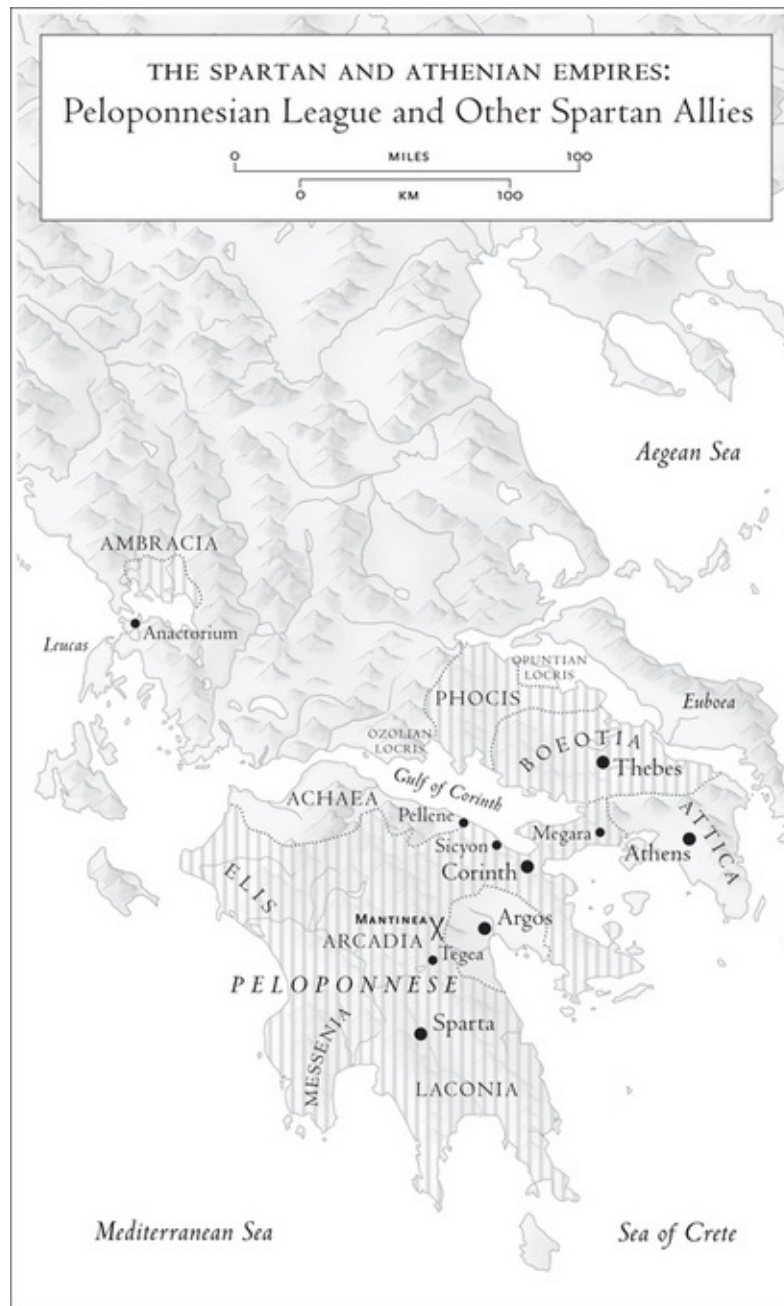 THE SPARTAN AND ATHENIAN EMPIRES:
Peloponnesian League and Other Spartan Allies
0 MILES 100
0 KM 100
Aegean Sea
AMBRACIA
Anactorium
Leucas
OPUNTIAN
LOCRIS
PHOCIS
Euboea
OZOLIAN
LOCRIS
BOEOTIA
Thebes
Gulf of Corinth
ACHAEA
Pellene
Megara
ATTICA
Sicyon
Athens
Corinth
ELIS
MANTINEA
Argos
ARCADIA
Tegea
PELOPONNESE
Sparta
MESSENIA
LACONIA
Mediterranean Sea
Sea of Crete